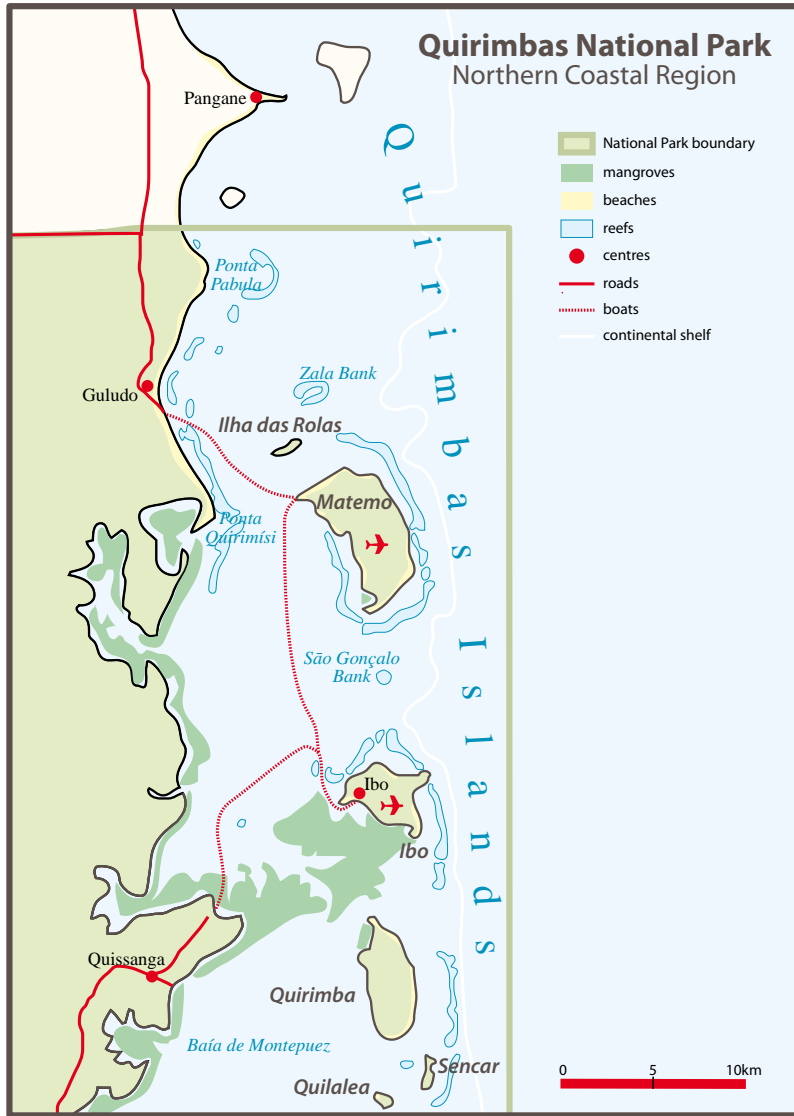 Quirimbas National Park
Northern Coastal Region
Pangane
National Park boundary
mangroves
beaches
reefs
centres
roads
boats
continental shelf
Quirimbas Islands
Ponta
Pabula
Zala Bank
Guludo
Ilha das Rolas
Matemo
Ponta
Quirimísi
São Gonçalo
Bank
Ibo
Ibo
Quissanga
Quirimba
Baía de Montepuez
Sencar
Quilalea
0 5 10km